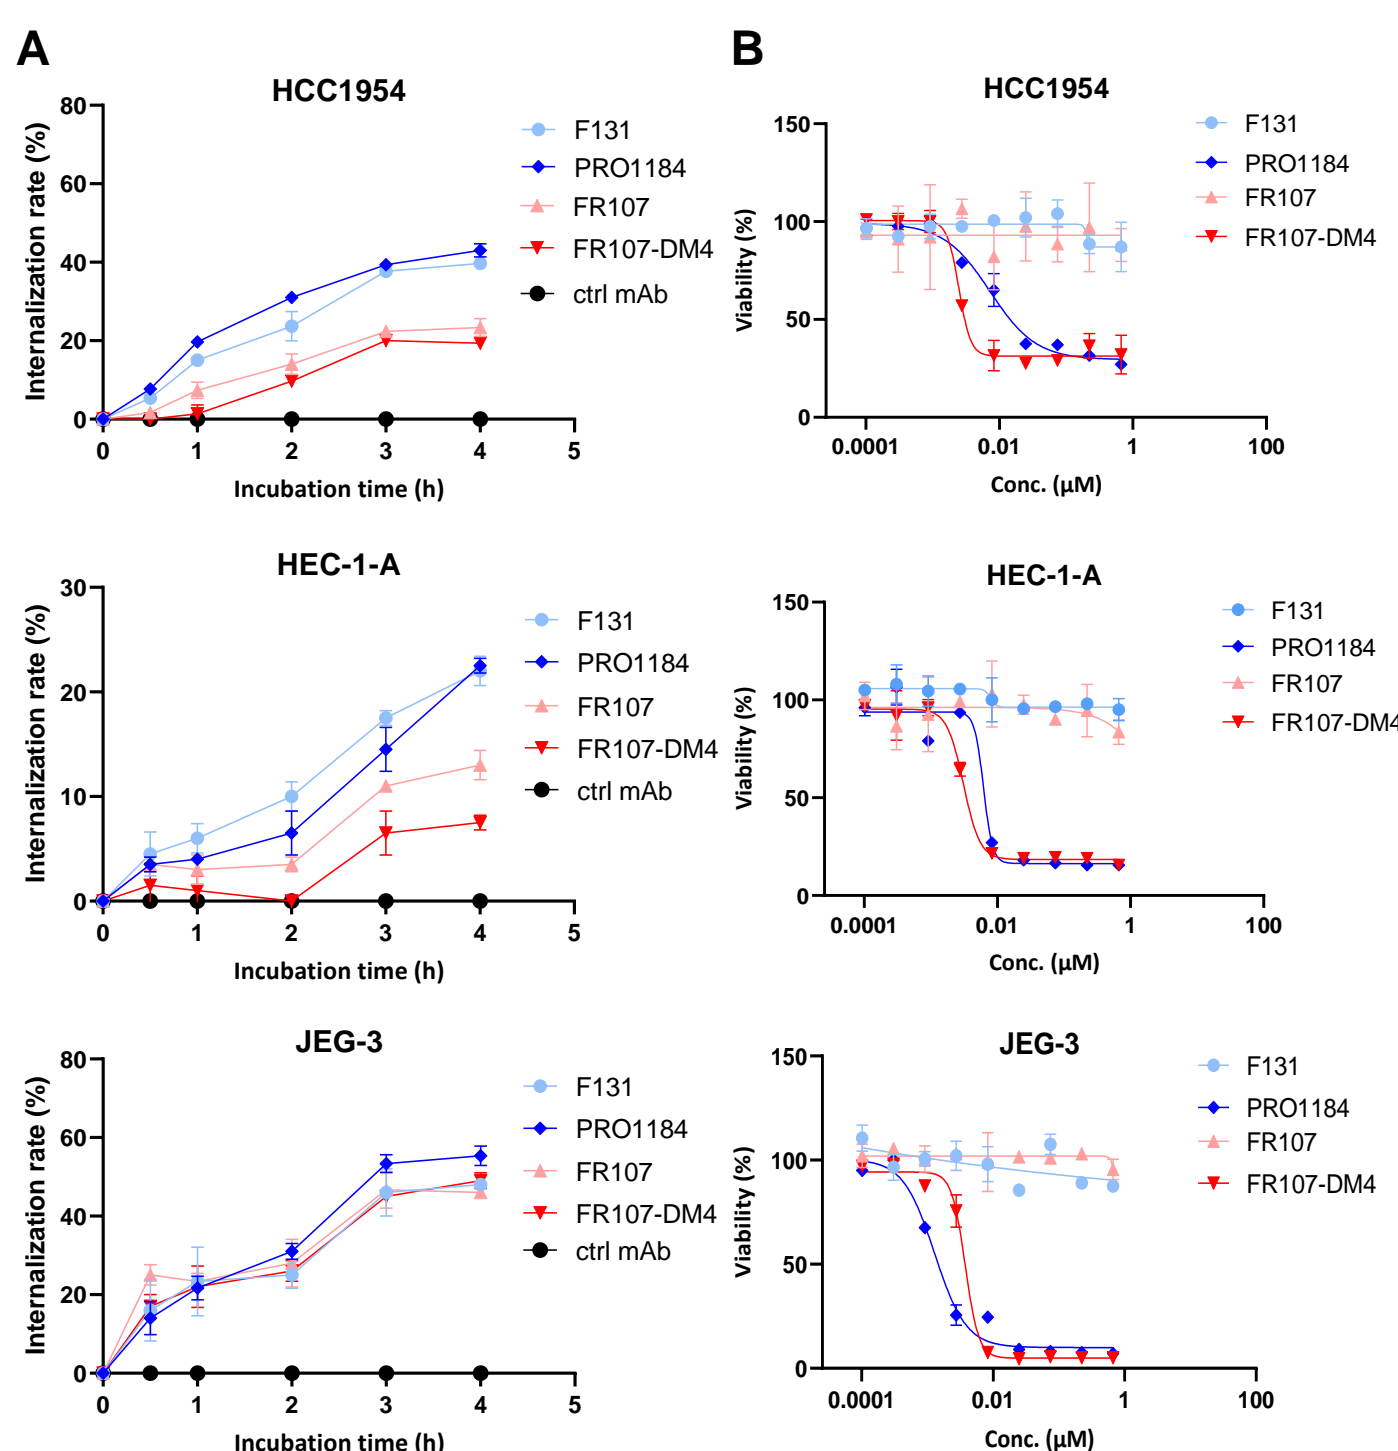 A
HCC1954
Internalization rate (%)
80
60
40
20
0
0 1 2 3 4 5
Incubation time (h)
F131
PRO1184
FR107
FR107-DM4
ctrl mAb
B
HCC1954
Viability (%)
150
100
50
0
0.0001 0.01 1 100
Conc. (µM)
F131
PRO1184
FR107
FR107-DM4
HEC-1-A
Internalization rate (%)
30
20
10
0
0 1 2 3 4 5
Incubation time (h)
F131
PRO1184
FR107
FR107-DM4
ctrl mAb
HEC-1-A
Viability (%)
150
100
50
0
0.0001 0.01 1 100
Conc. (µM)
F131
PRO1184
FR107
FR107-DM4
JEG-3
Internalization rate (%)
80
60
40
20
0
0 1 2 3 4 5
Incubation time (h)
F131
PRO1184
FR107
FR107-DM4
ctrl mAb
JEG-3
Viability (%)
150
100
50
0
0.0001 0.01 1 100
Conc. (µM)
F131
PRO1184
FR107
FR107-DM4